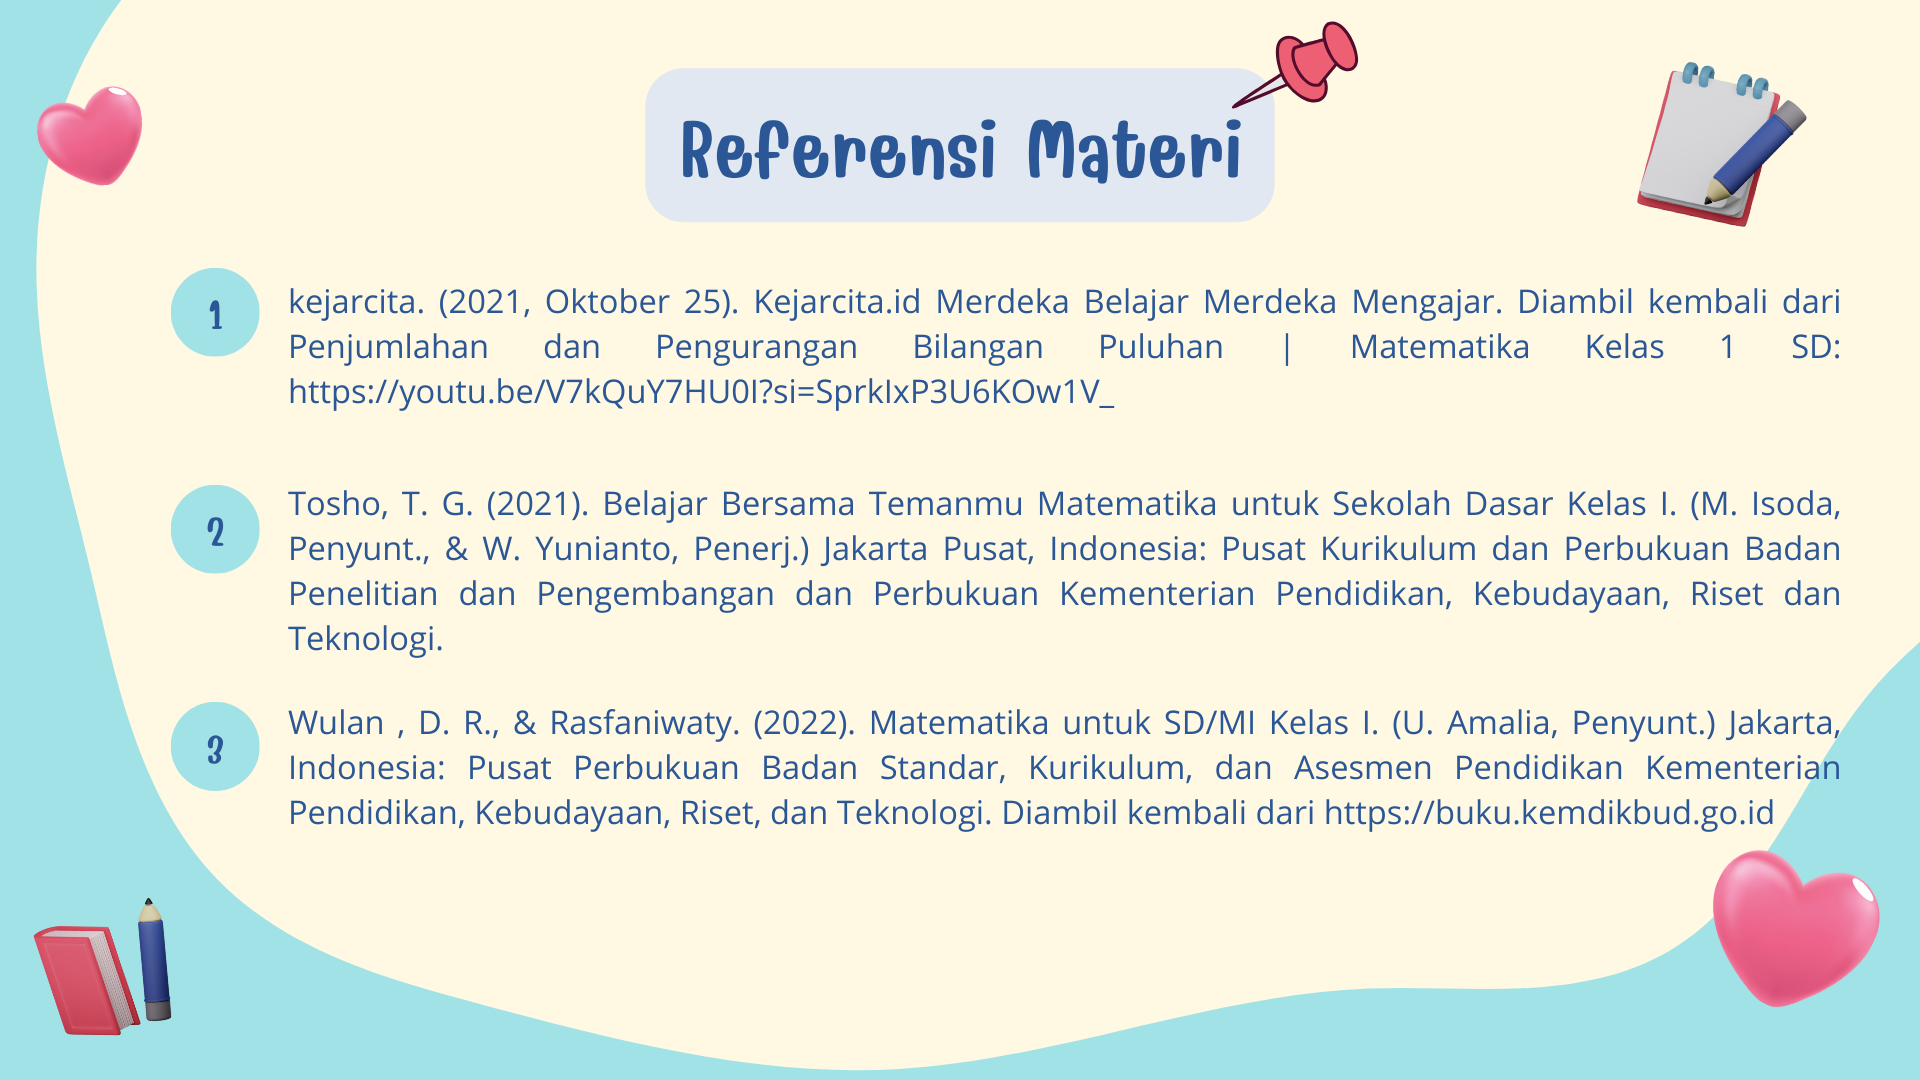 Referensi Materi
1
kejarcita. (2021, Oktober 25). Kejarcita.id Merdeka Belajar Merdeka Mengajar. Diambil kembali dari
Penjumlahan dan Pengurangan Bilangan Puluhan | Matematika Kelas 1 SD:
https://youtu.be/V7kQuY7HU0I?si=SprkIxP3U6KOw1V_
2
Tosho, T. G. (2021). Belajar Bersama Temanmu Matematika untuk Sekolah Dasar Kelas I. (M. Isoda,
Penyunt., & W. Yunianto, Penerj.) Jakarta Pusat, Indonesia: Pusat Kurikulum dan Perbukuan Badan
Penelitian dan Pengembangan dan Perbukuan Kementerian Pendidikan, Kebudayaan, Riset dan
Teknologi.
3
Wulan , D. R., & Rasfaniwaty. (2022). Matematika untuk SD/MI Kelas I. (U. Amalia, Penyunt.) Jakarta,
Indonesia: Pusat Perbukuan Badan Standar, Kurikulum, dan Asesmen Pendidikan Kementerian
Pendidikan, Kebudayaan, Riset, dan Teknologi. Diambil kembali dari https://buku.kemdikbud.go.id